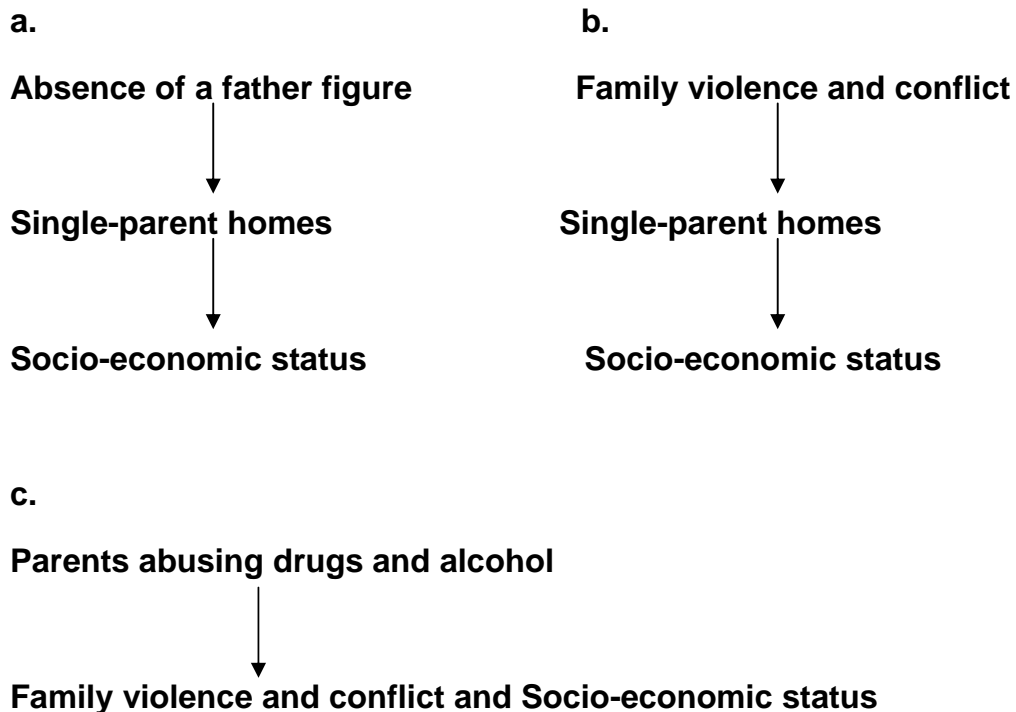 a.
Absence of a father figure
Single-parent homes
Socio-economic status
b.
Family violence and conflict
Single-parent homes
Socio-economic status
c.
Parents abusing drugs and alcohol
Family violence and conflict and Socio-economic status